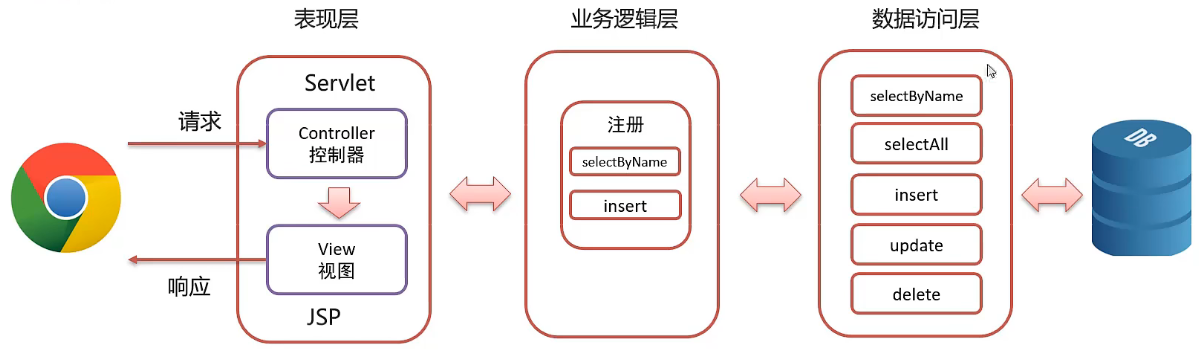 表现层
业务逻辑层
数据访问层
请求
响应
Servlet
Controller
控制器
View
视图
JSP
注册
selectByName
insert
selectByName
selectAll
insert
update
delete
DB